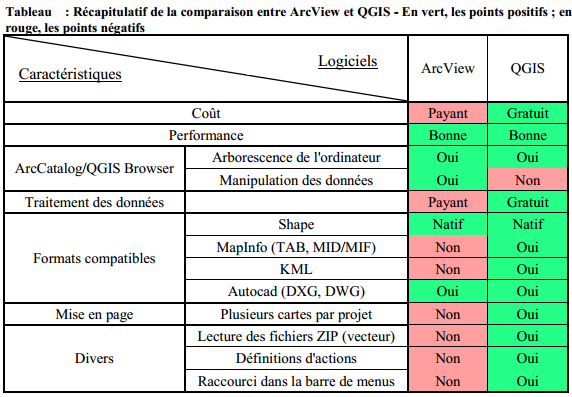 Tableau : Récapitulatif de la comparaison entre ArcView et QGIS - En vert, les points positifs ; en
rouge, les points négatifs
Logiciels
Caractéristiques
ArcView QGIS
Coût Payant Gratuit
Performance Bonne Bonne
ArcCatalog/QGIS Browser Arborescence de l'ordinateur Oui Oui
Manipulation des données Oui Non
Traitement des données Payant Gratuit
Formats compatibles Shape Natif Natif
MapInfo (TAB, MID/MIF) Non Oui
KML Non Oui
Autocad (DXG, DWG) Oui Oui
Mise en page Plusieurs cartes par projet Non Oui
Divers Lecture des fichiers ZIP (vecteur) Non Oui
Définitions d'actions Non Oui
Raccourci dans la barre de menus Non Oui